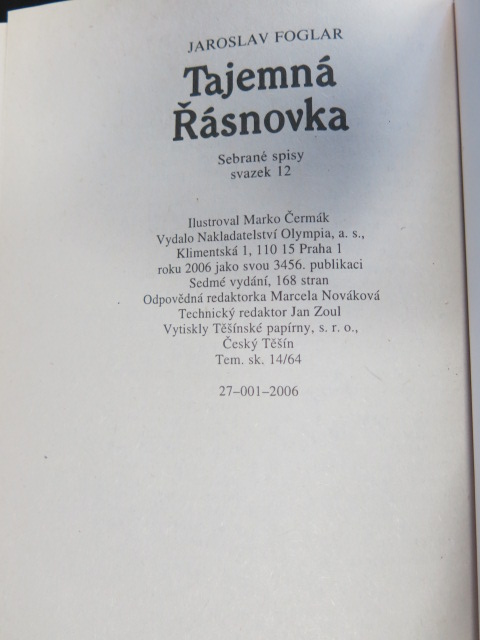 JAROSLAV FOGLAR
Tajemná
Řásnovka
Sebrané spisy
svazek 12
Ilustroval Marko Čermák
Vydalo Nakladatelství Olympia, a. s.,
Klimentská 1, 110 15 Praha 1
roku 2006 jako svou 3456. publikaci
Sedmé vydání, 168 stran
Odpovědná redaktorka Marcela Nováková
Technický redaktor Jan Zoul
Vytiskly Těšínské papírny, s. r. o.,
Český Těšín
Tem. sk. 14/64
27–001–2006